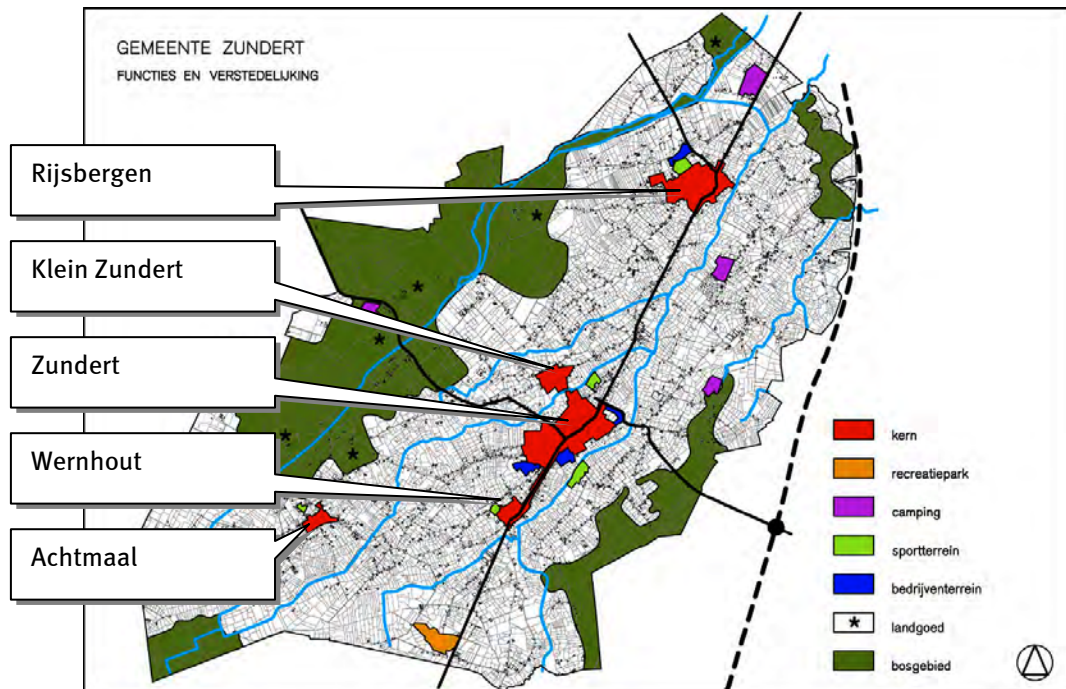 GEMEENTE ZUNDERT
FUNCTIES EN VERSTEDELIJKING
Rijsbergen
Klein Zundert
Zundert
Wernhout
Achtmaal
kern
recreatiepark
camping
sportterrein
bedrijventerrein
landgoed
bosgebied